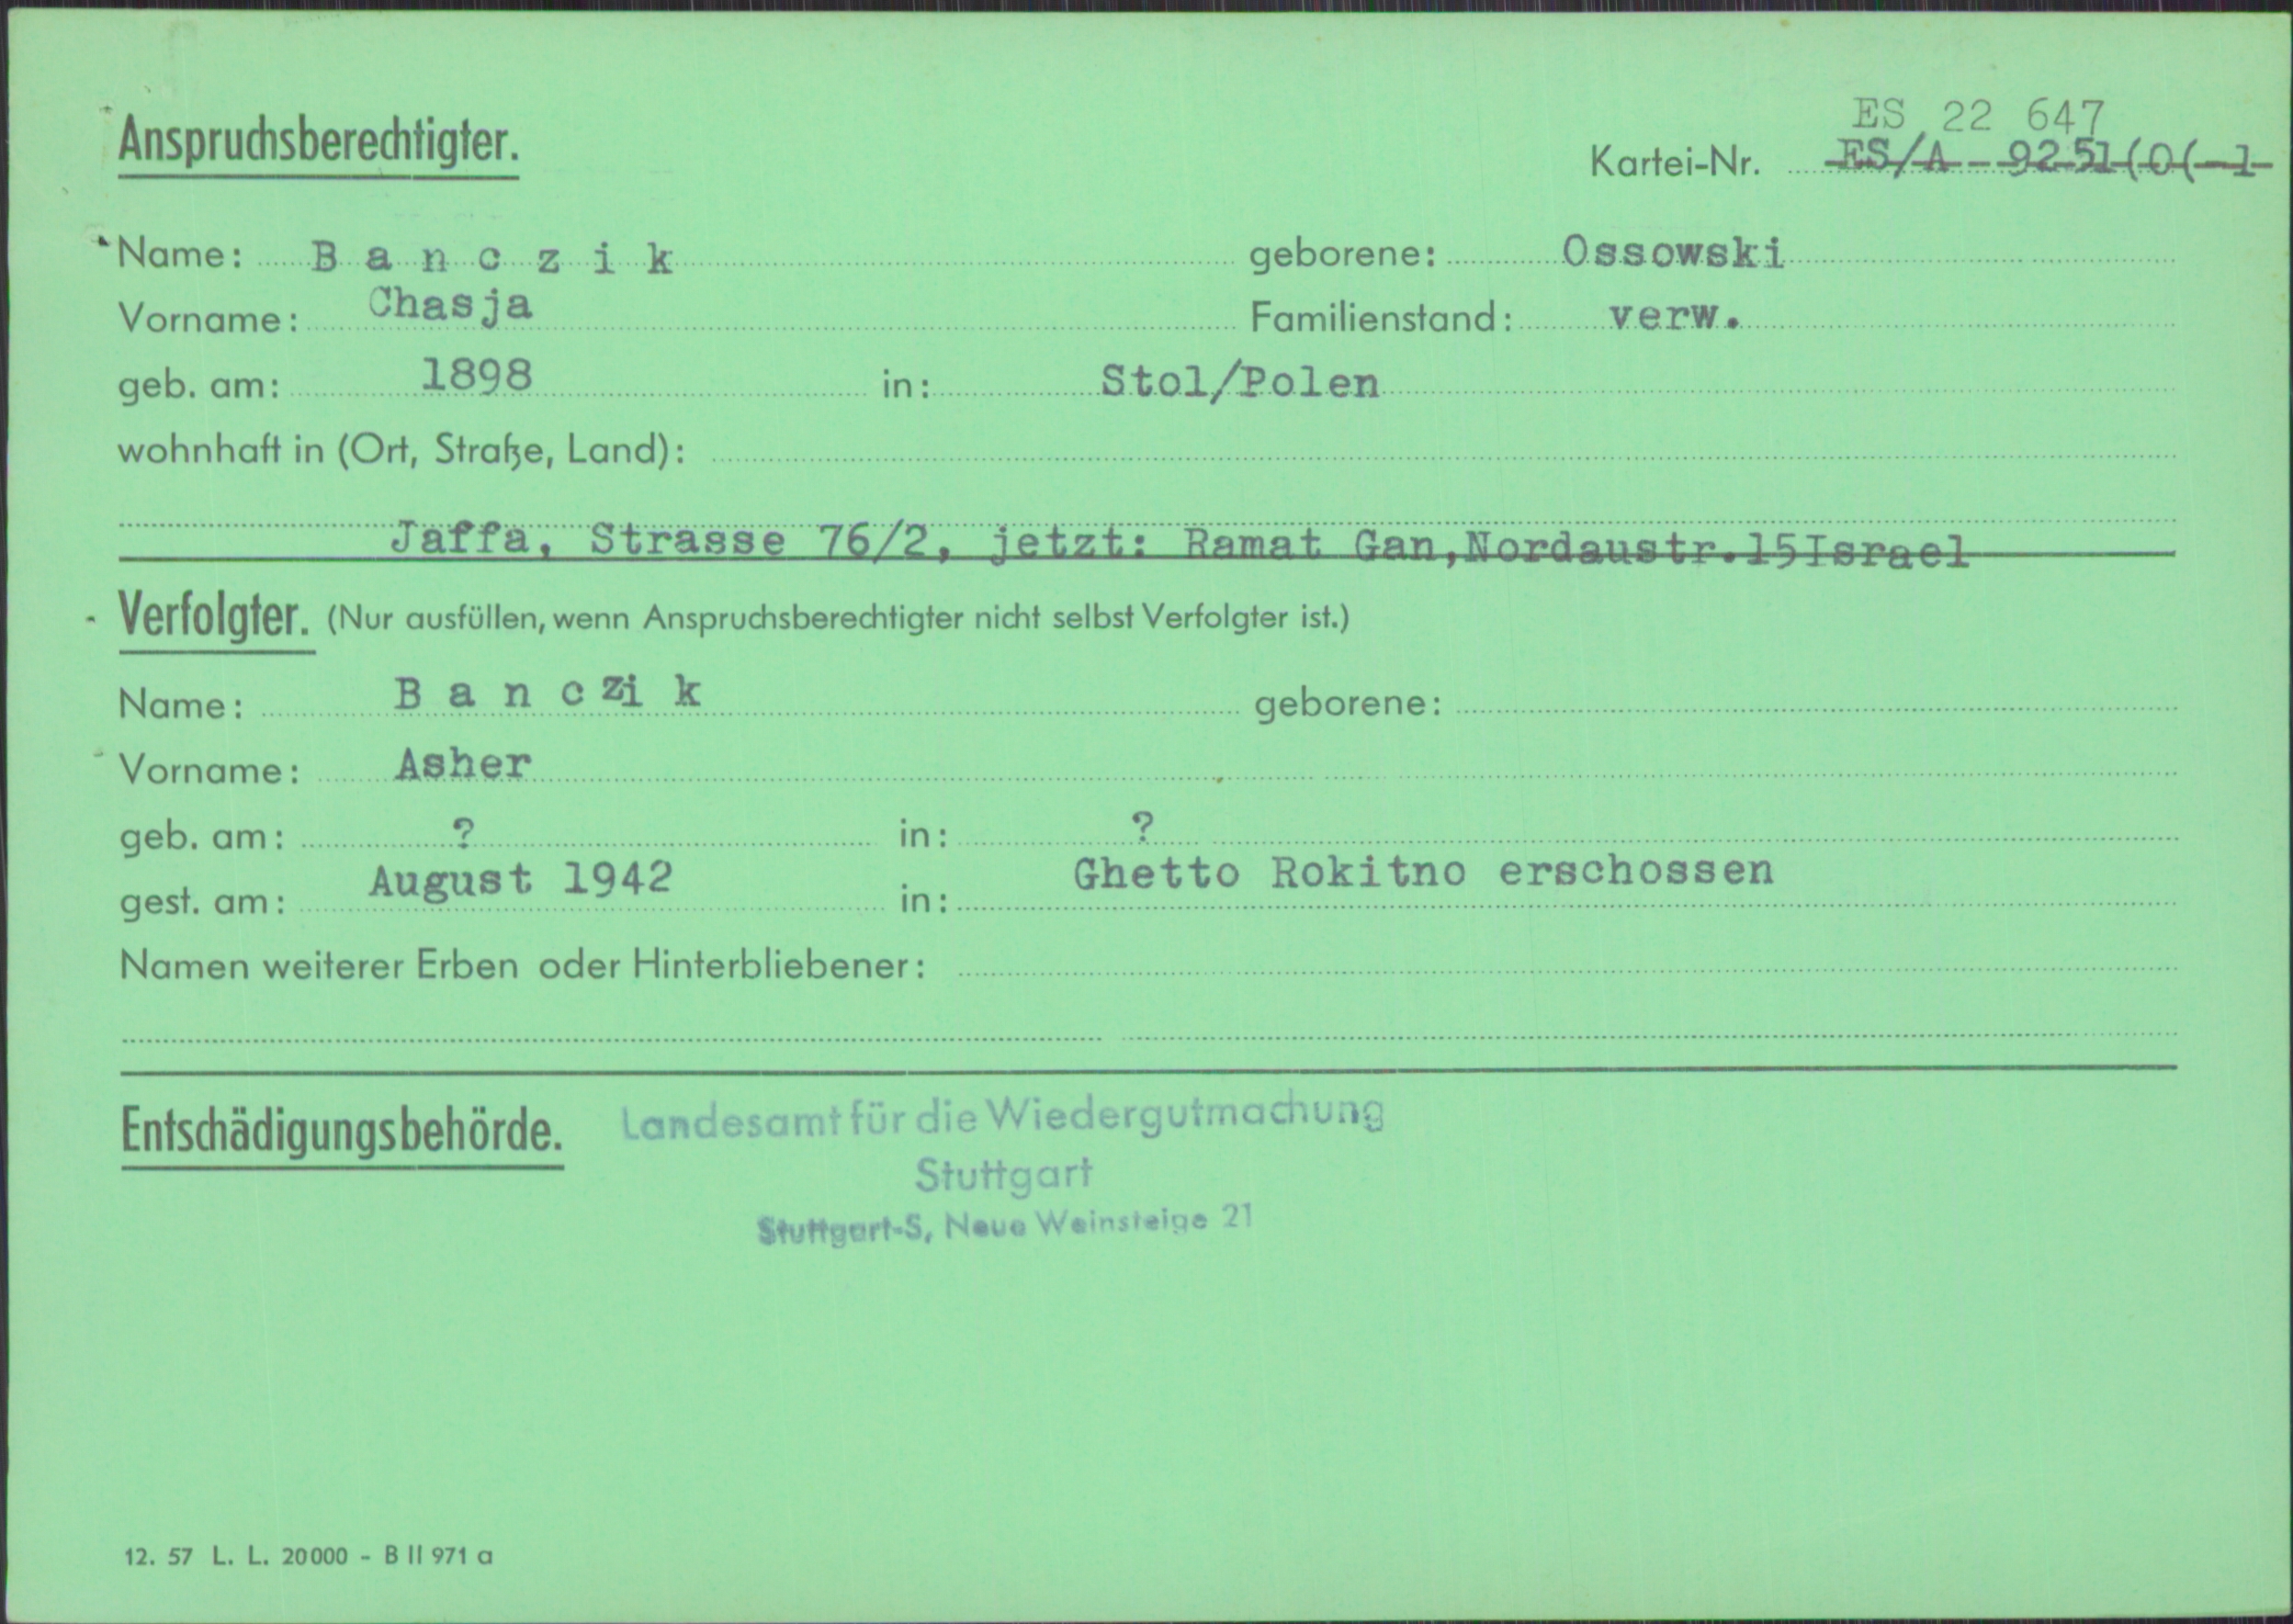 Anspruchsberechtigter.
ES 22 647
Kartei-Nr. ES/A - 9251(0(-1
Name: B a n c z i k geborene: Ossowski
Vorname: Chasja Familienstand: verw.
geb. am: 1898 in: Stol/Polen
wohnhaft in (Ort, Straße, Land):
Jaffa, Strasse 76/2, jetzt: Ramat Gan,Nordaustr.15Israel
Verfolgter. (Nur ausfüllen, wenn Anspruchsberechtigter nicht selbst Verfolgter ist.)
Name: B a n c zi k geborene:
Vorname: Asher
geb. am: ? in: ?
gest. am: August 1942 in: Ghetto Rokitno erschossen
Namen weiterer Erben oder Hinterbliebener:
Entschädigungsbehörde. Landesamt für die Wiedergutmachung
Stuttgart
Stuttgart-S, Neue Weinsteige 21
12. 57 L. L. 20000 - B II 971 a